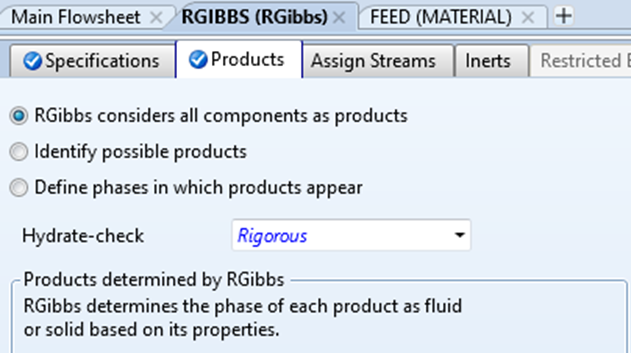 Main Flowsheet × RGIBBS (RGibbs) × FEED (MATERIAL) × +
Specifications Products Assign Streams Inerts Restricted E
RGibbs considers all components as products
Identify possible products
Define phases in which products appear
Hydrate-check Rigorous
Products determined by RGibbs
RGibbs determines the phase of each product as fluid
or solid based on its properties.